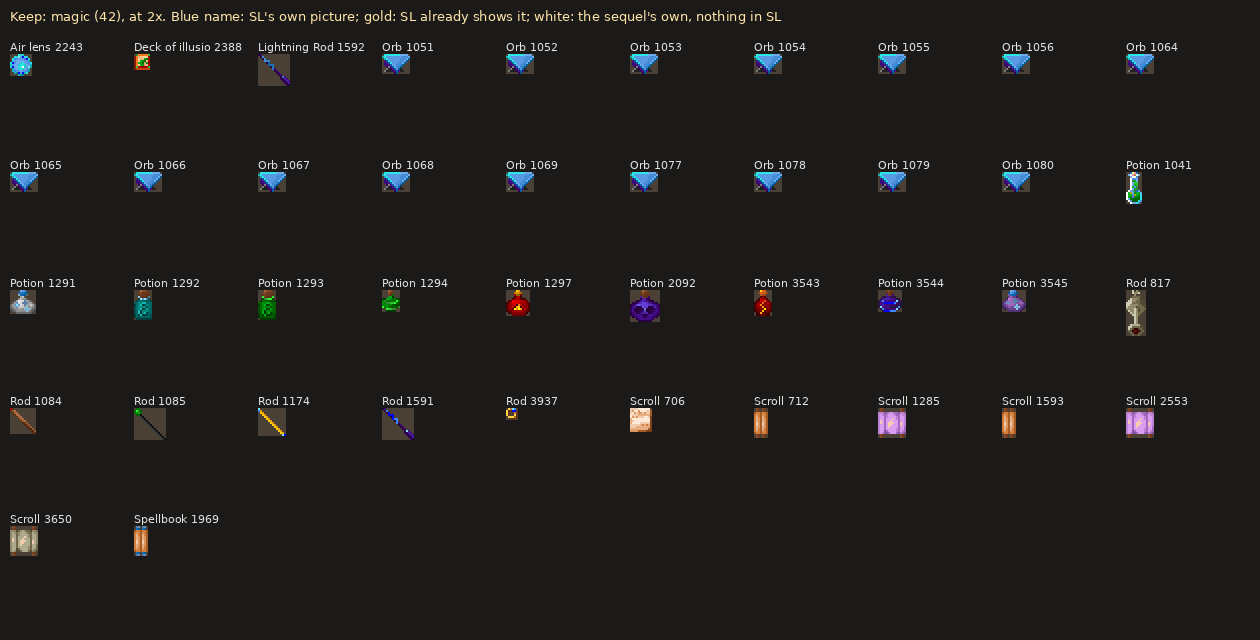 Keep: magic (42), at 2x. Blue name: SL's own picture; gold: SL already shows it; white: the sequel's own, nothing in SL
Air lens 2243 Deck of illusio 2388 Lightning Rod 1592 Orb 1051 Orb 1052 Orb 1053 Orb 1054 Orb 1055 Orb 1056 Orb 1064
Orb 1065 Orb 1066 Orb 1067 Orb 1068 Orb 1069 Orb 1077 Orb 1078 Orb 1079 Orb 1080 Potion 1041
Potion 1291 Potion 1292 Potion 1293 Potion 1294 Potion 1297 Potion 2092 Potion 3543 Potion 3544 Potion 3545 Rod 817
Rod 1084 Rod 1085 Rod 1174 Rod 1591 Rod 3937 Scroll 706 Scroll 712 Scroll 1285 Scroll 1593 Scroll 2553
Scroll 3650 Spellbook 1969